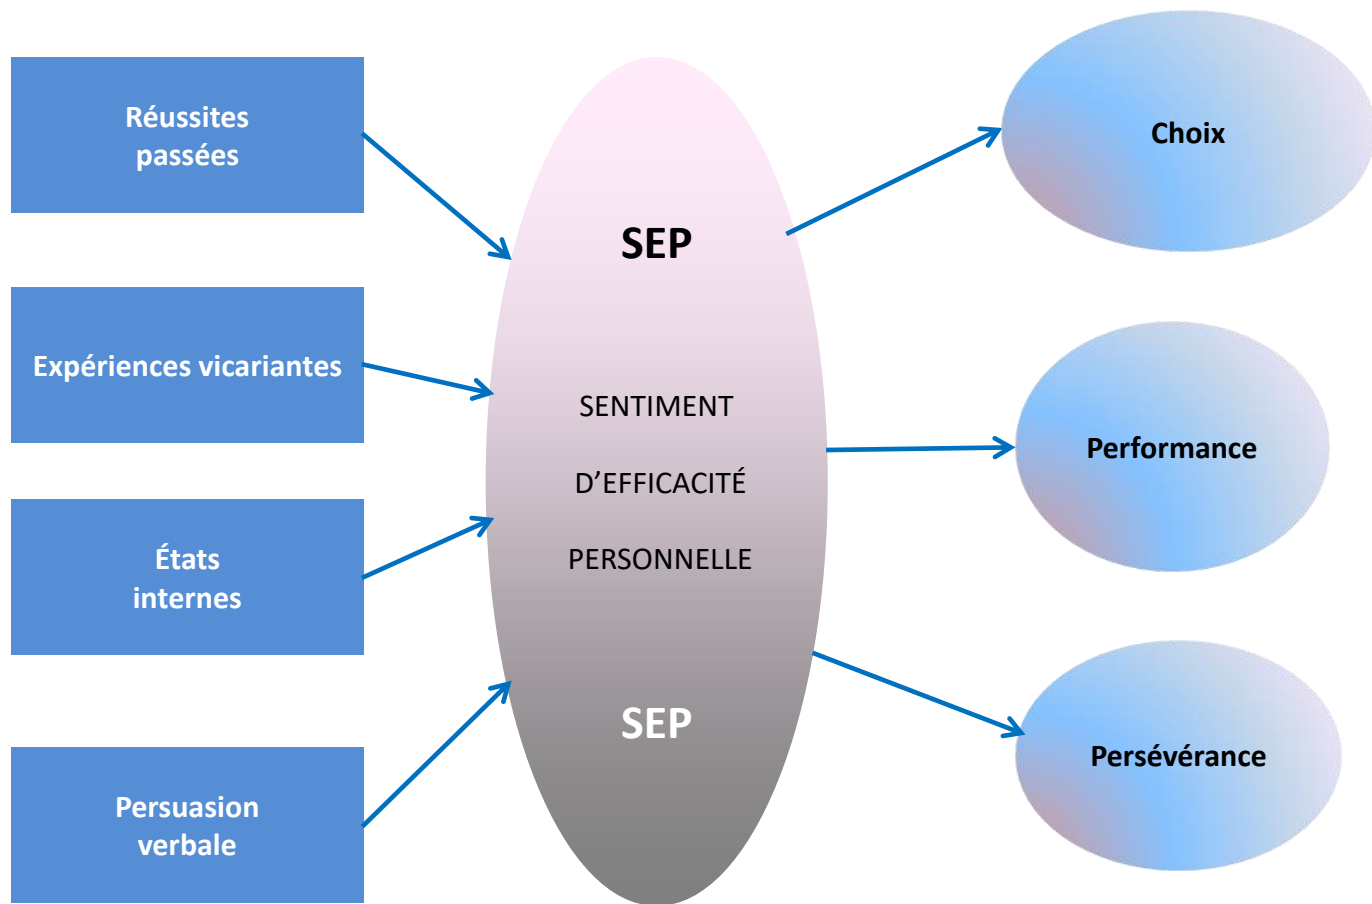 Réussites
passées
Expériences vicariantes
États
internes
Persuasion
verbale
SEP
SENTIMENT
D’EFFICACITÉ
PERSONNELLE
SEP
Choix
Performance
Persévérance